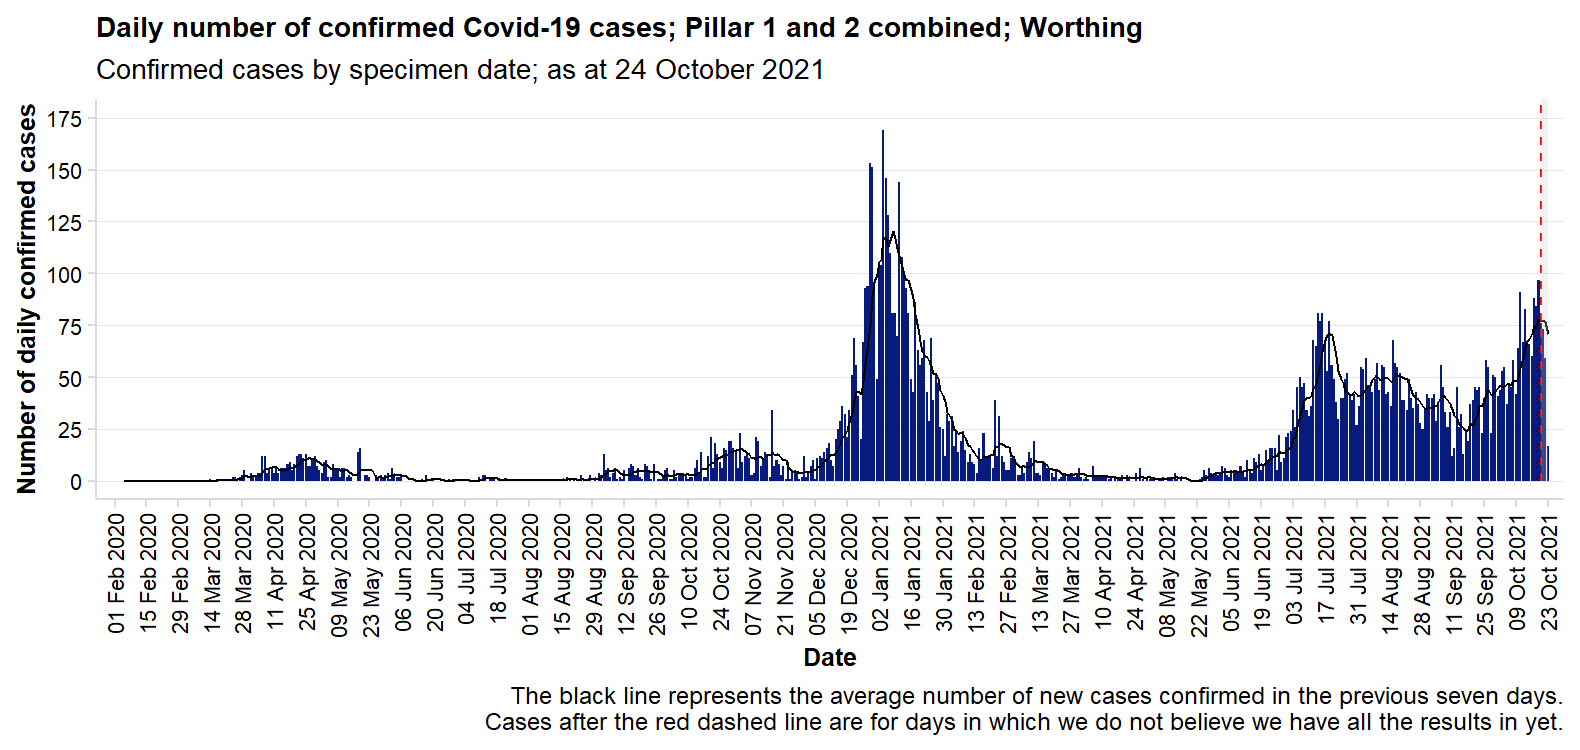 Daily number of confirmed Covid-19 cases; Pillar 1 and 2 combined; Worthing
Confirmed cases by specimen date; as at 24 October 2021
Number of daily confirmed cases
175
150
125
100
75
50
25
0
01 Feb 2020
15 Feb 2020
29 Feb 2020
14 Mar 2020
28 Mar 2020
11 Apr 2020
25 Apr 2020
09 May 2020
23 May 2020
06 Jun 2020
20 Jun 2020
04 Jul 2020
18 Jul 2020
01 Aug 2020
15 Aug 2020
29 Aug 2020
12 Sep 2020
26 Sep 2020
10 Oct 2020
24 Oct 2020
07 Nov 2020
21 Nov 2020
05 Dec 2020
19 Dec 2020
02 Jan 2021
16 Jan 2021
30 Jan 2021
13 Feb 2021
27 Feb 2021
13 Mar 2021
27 Mar 2021
10 Apr 2021
24 Apr 2021
08 May 2021
22 May 2021
05 Jun 2021
19 Jun 2021
03 Jul 2021
17 Jul 2021
31 Jul 2021
14 Aug 2021
28 Aug 2021
11 Sep 2021
25 Sep 2021
09 Oct 2021
23 Oct 2021
Date
The black line represents the average number of new cases confirmed in the previous seven days.
Cases after the red dashed line are for days in which we do not believe we have all the results in yet.